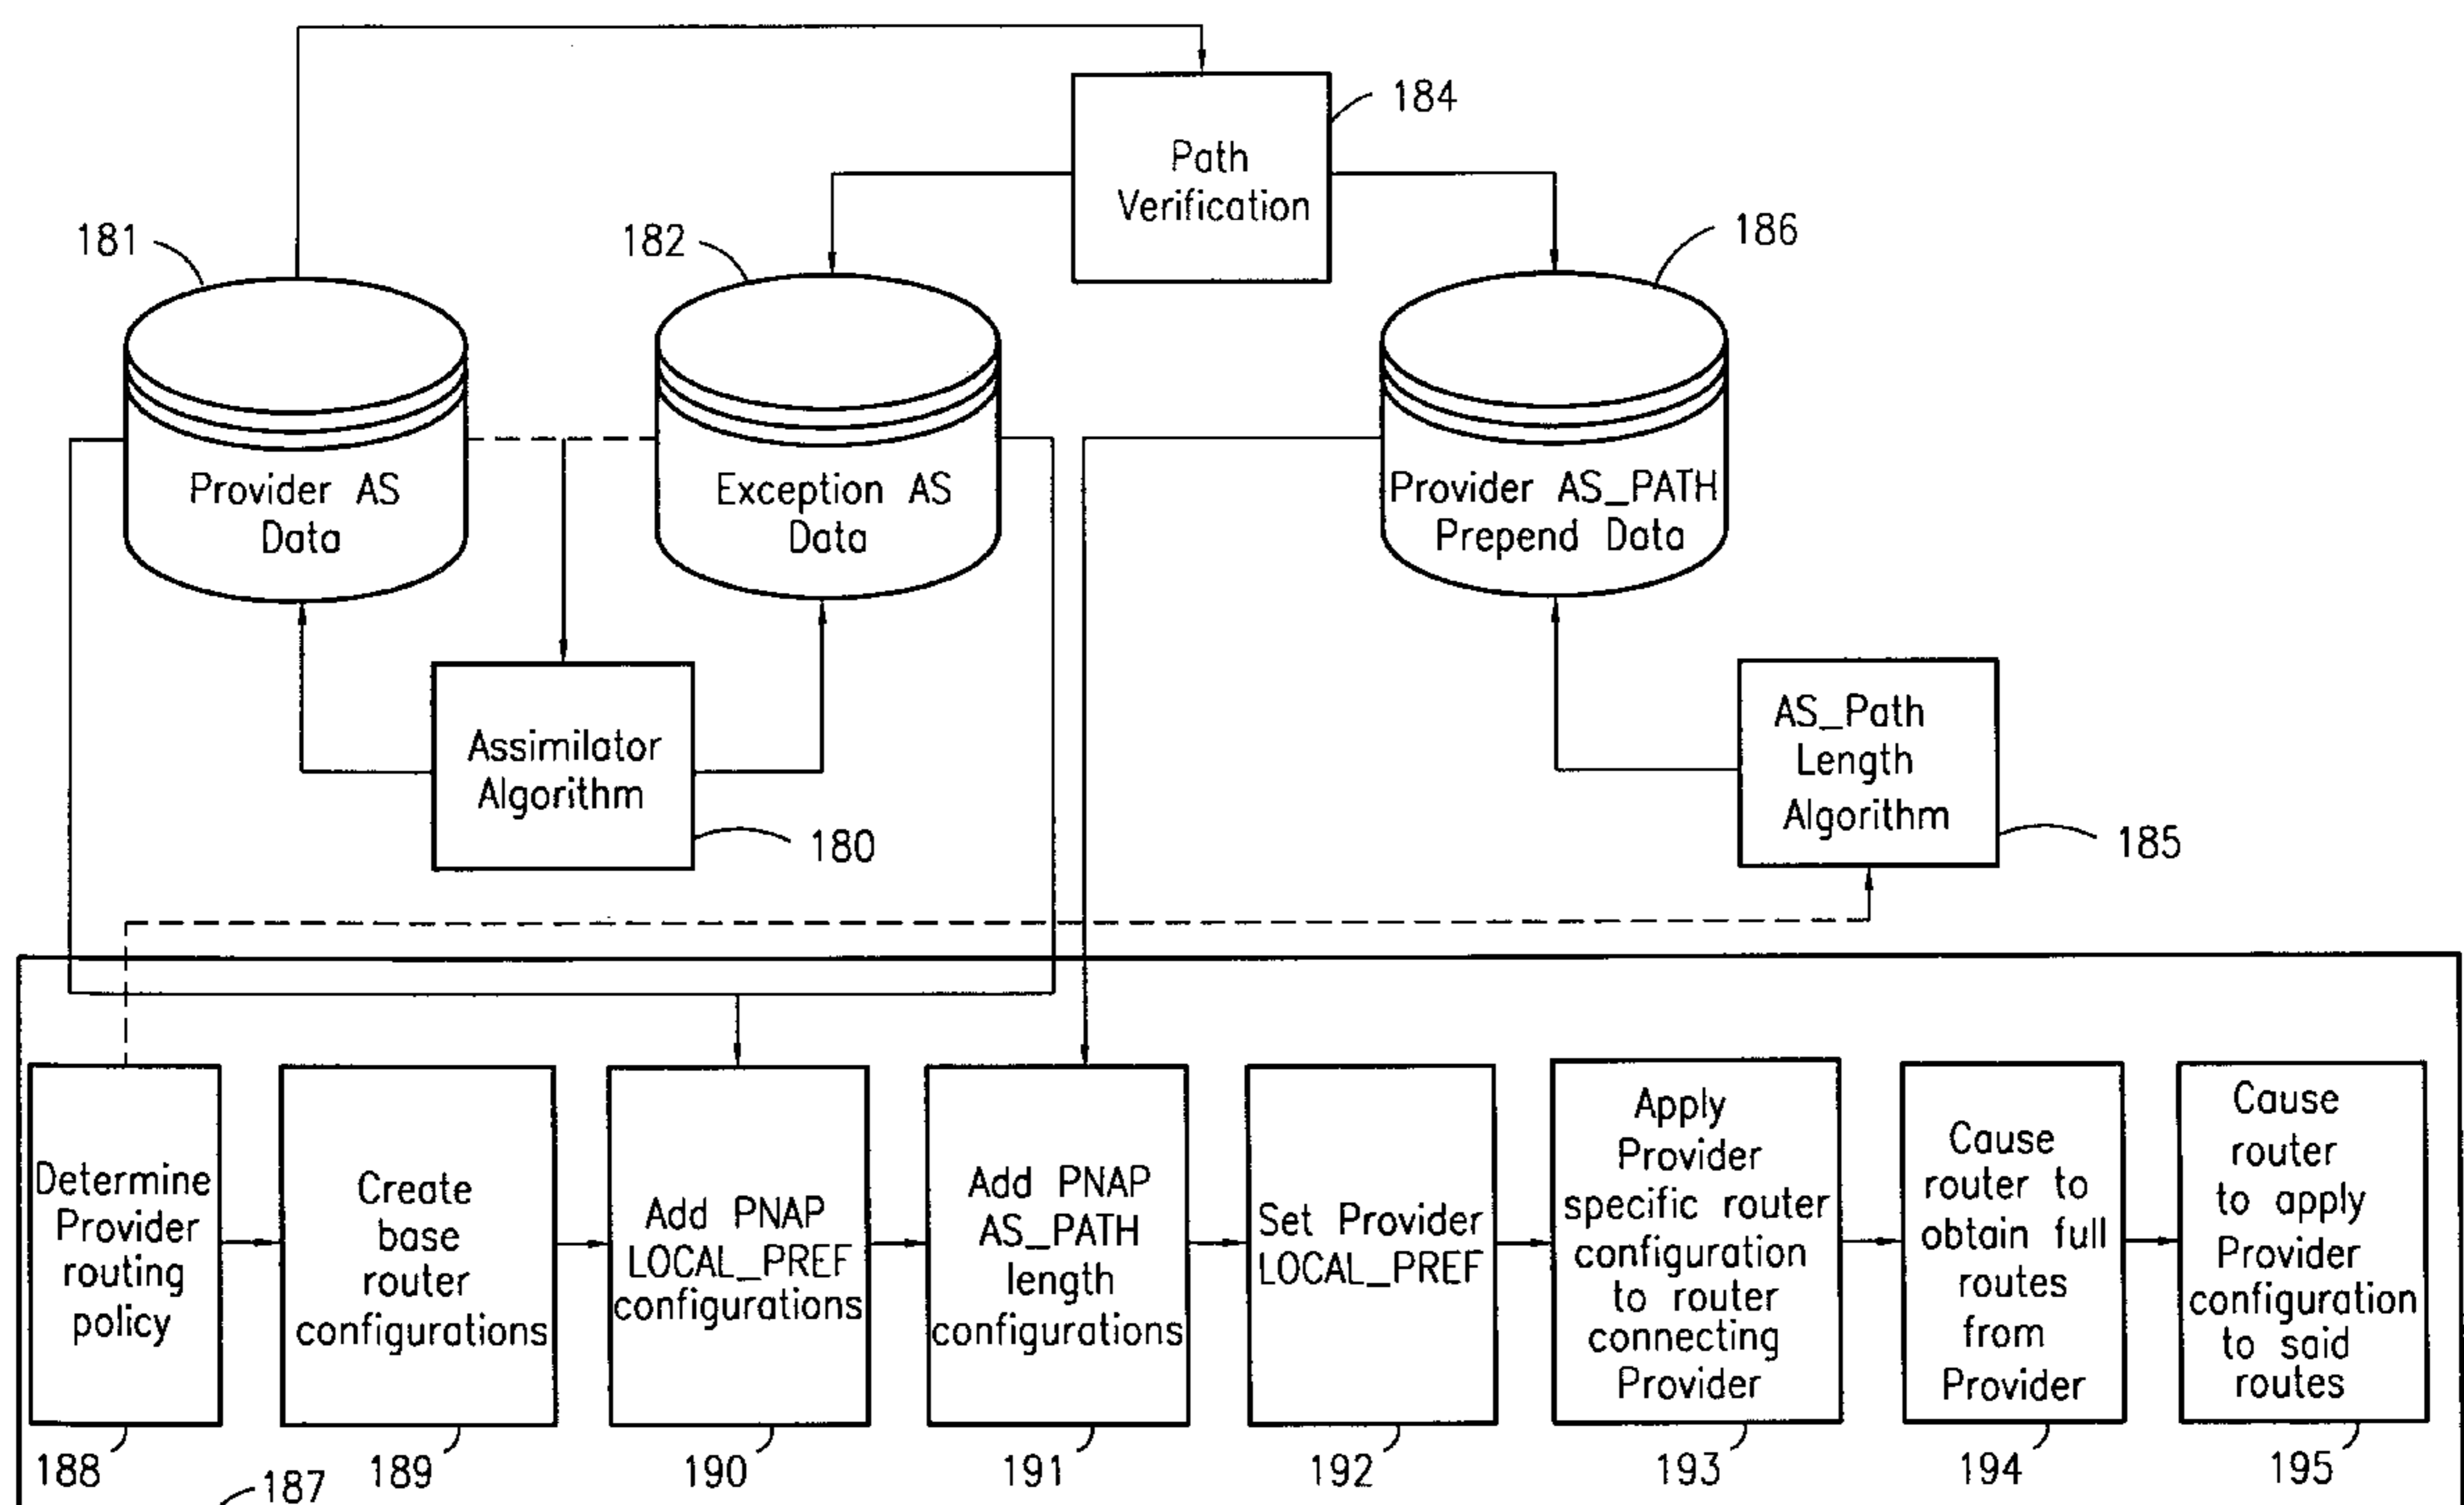 184
Path
Verification
181
182
186
Provider AS
Data
Exception AS
Data
Provider AS_PATH
Prepend Data
Assimilator
Algorithm
180
AS_Path
Length
Algorithm
185
Determine
Provider
routing
policy
Create
base
router
configurations
Add PNAP
LOCAL_PREF
configurations
Add PNAP
AS_PATH
length
configurations
Set Provider
LOCAL_PREF
Apply
Provider
specific router
configuration
to router
connecting
Provider
Cause
router to
obtain full
routes
from
Provider
Cause
router
to apply
Provider
configuration
to said
routes
188
189
190
191
192
193
194
195
187